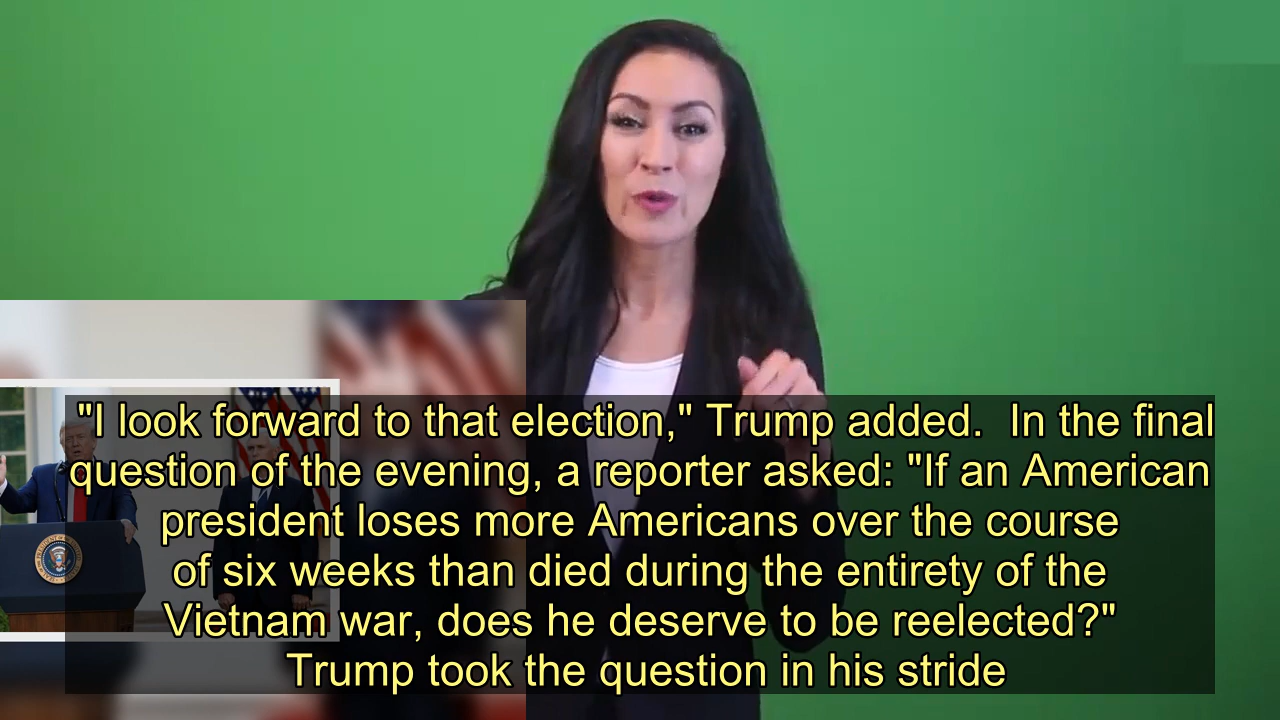 "I look forward to that election," Trump added.  In the final
question of the evening, a reporter asked: "If an American
president loses more Americans over the course
of six weeks than died during the entirety of the
Vietnam war, does he deserve to be reelected?"
Trump took the question in his stride